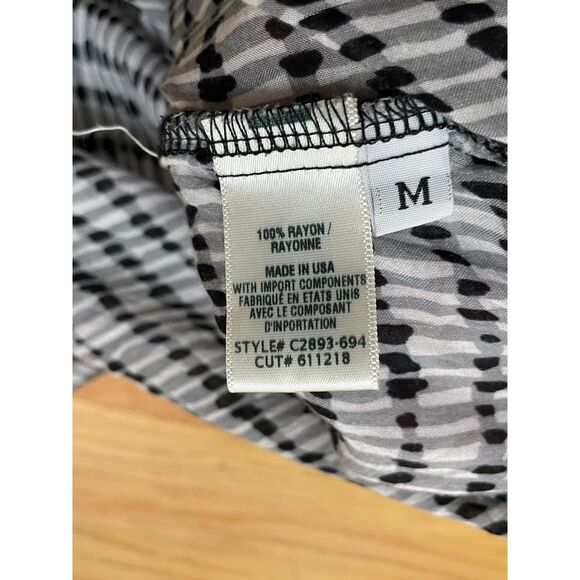 100% RAYON /
RAYONNE
MADE IN USA
WITH IMPORT COMPONENTS
FABRIQUÉ EN ETATS UNIS
AVEC LE COMPOSANT
D'INPORTATION
STYLE# C2893-694
CUT# 611218
M